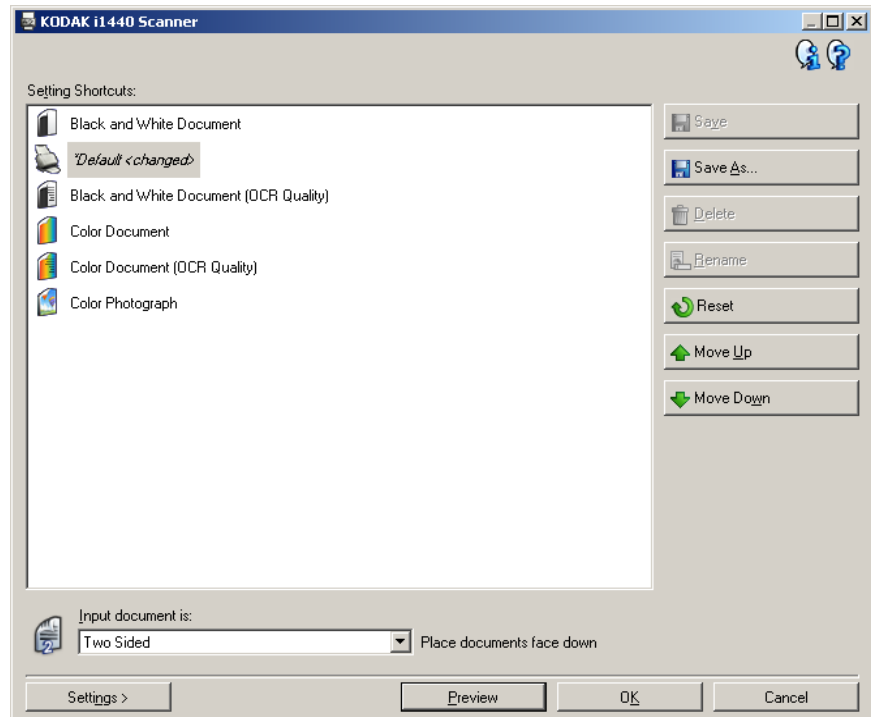 KODAK i1440 Scanner
Setting Shortcuts:
Black and White Document
*Default <changed>
Black and White Document (OCR Quality)
Color Document
Color Document (OCR Quality)
Color Photograph
Save
Save As...
Delete
Rename
Reset
Move Up
Move Down
Input document is:
2
Two Sided
Place documents face down
Settings >
Preview
OK
Cancel